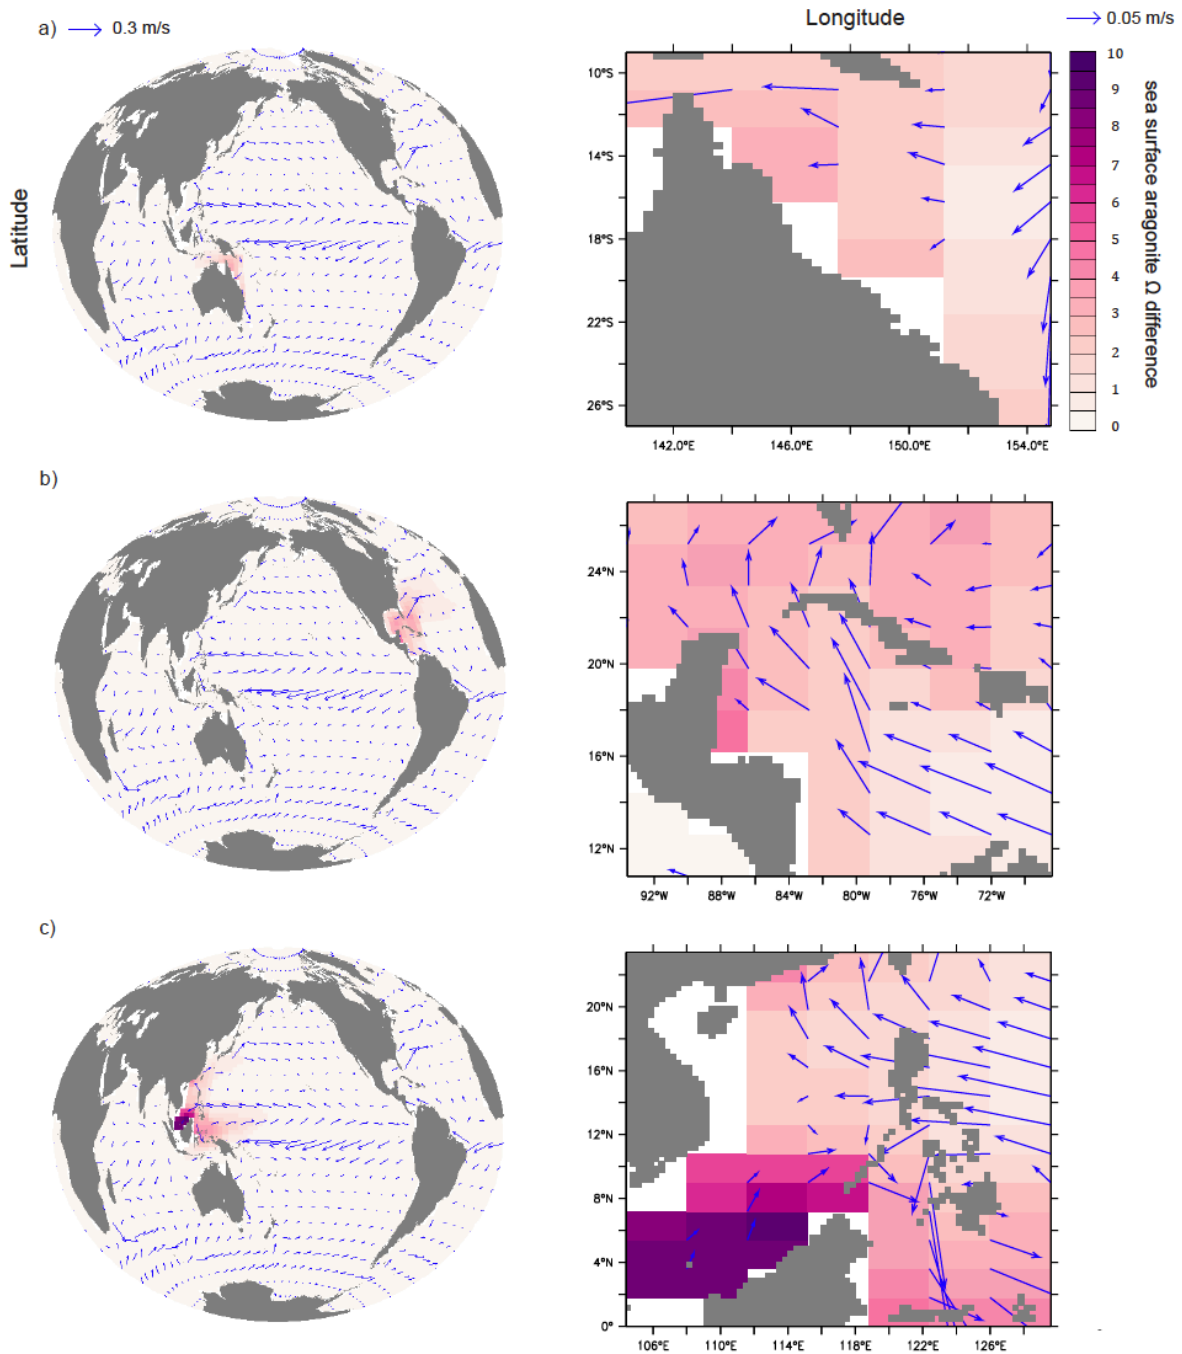 Longitude
a) 0.3 m/s
0.05 m/s
Latitude
10°S
14°S
18°S
22°S
26°S
142.0°E 146.0°E 150.0°E 154.0°E
10
9
8
7
6
5
4
3
2
1
0
sea surface aragonite Ω difference
b)
24°N
20°N
16°N
12°N
92°W 88°W 84°W 80°W 76°W 72°W
c)
20°N
16°N
12°N
8°N
4°N
0°
106°E 110°E 114°E 118°E 122°E 126°E